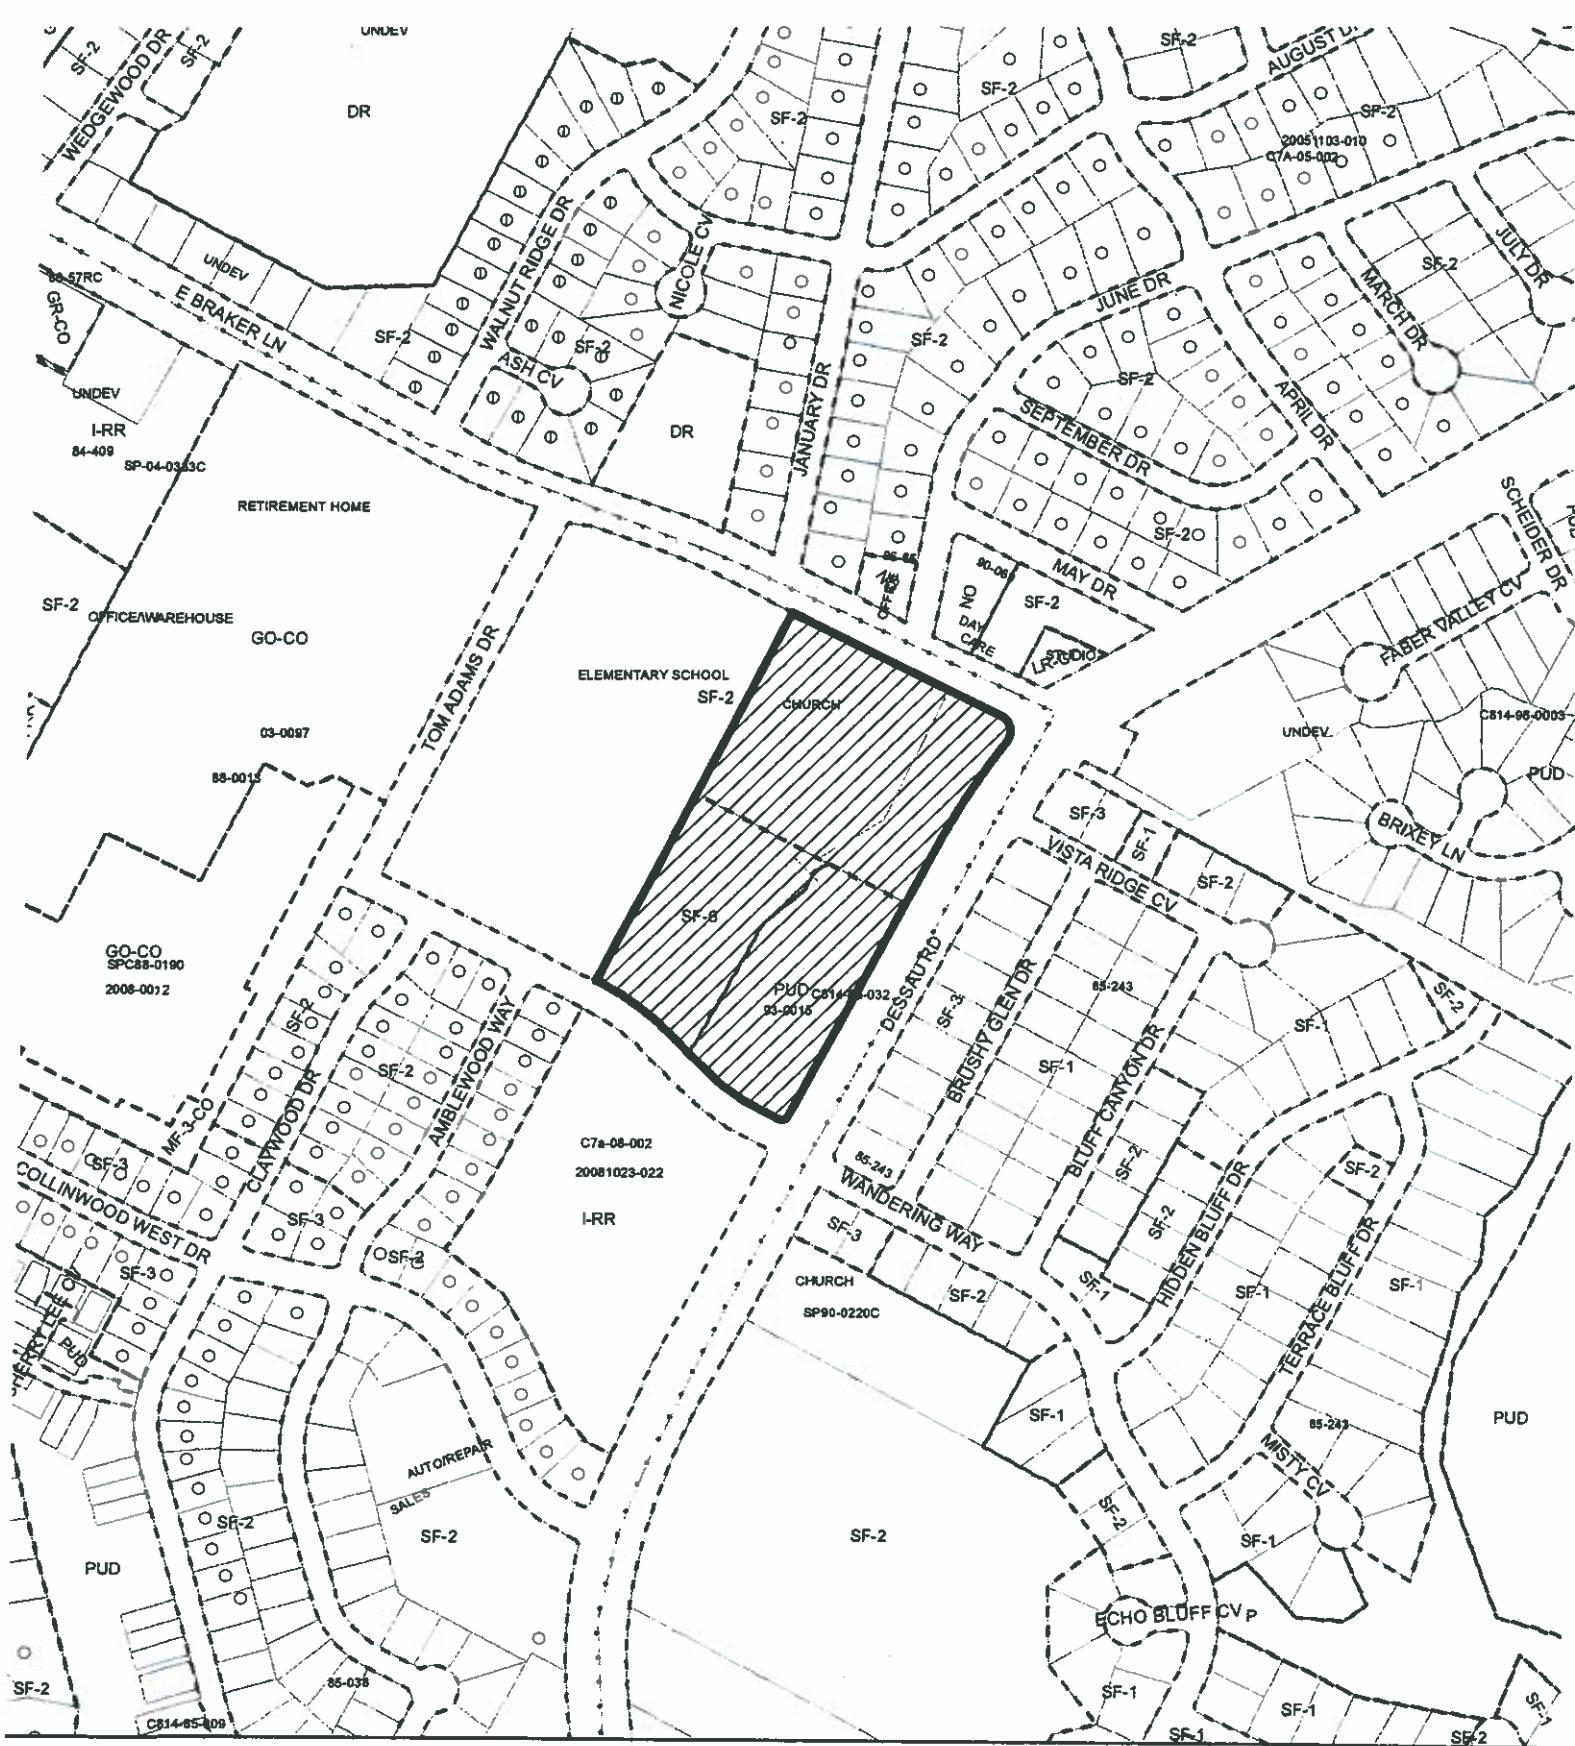 UNDEV
SF-2
SF-2
WEDGEWOOD DR
DR
SF-2
SF-2
SF-2
AUGUST
SF-2
20051103-010
C7A-05-002
UNDEV
E BRAKER LN
GR-CO
UNDEV
I-RR
84-409
SP-04-0333C
SF-2
WALNUT RIDGE DR
NICOLE CV
SF-2
ASH CV
DR
JANUARY DR
SF-2
JUNE DR
SF-2
SEPTEMBER DR
APRIL DR
MARCH DR
SF-2
JULY DR
SF-2
MAY DR
SCHEIDER DR
FABER VALLEY CV
RETIREMENT HOME
SF-2
OFFICE/WAREHOUSE
GO-CO
03-0097
88-0013
TOM ADAMS DR
ELEMENTARY SCHOOL
SF-2
CHURCH
NO
DAY
CARE
SF-2
STUDIO
UNDEV
C814-96-0003
PUD
BRIXEY LN
SF-3
SF-1
SF-2
VISTA RIDGE CV
SF-6
PUD
93-0015
DESSAU RD
SF-3
BRUSHY GLEN DR
85-243
SF-1
BLUFF CANYON DR
SF-1
SF-2
GO-CO
SPC88-0190
2008-0012
SF-2
SF-2
CLAYWOOD DR
AMBLEWOOD WAY
MF-3-CO
SF-3
COLLINWOOD WEST DR
SF-3
SF-3
SF-2
C7a-08-002
20081023-022
I-RR
85-243
WANDERING WAY
SF-3
CHURCH
SP90-0220C
SF-2
SF-2
SF-2
SF-1
HIDDEN BLUFF DR
SF-2
SF-1
TERRACE BLUFF DR
SF-1
PUD
SF-1
85-243
MISTY CV
PUD
AUTO/REPAIR
SALES
SF-2
SF-2
SF-2
SF-2
SF-1
PUD
ECHO BLUFF CV
P
SF-2
85-038
C814-85-009
SF-1
SF-1
SF-1
SF-2
SF-1